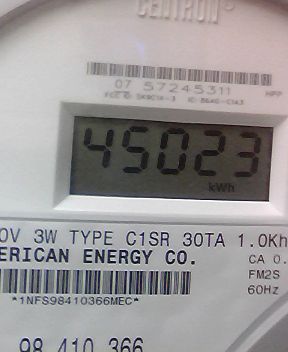 CENTRON®
07 57245311 HPP
45023
kWh
0V 3W TYPE C1SR 30TA 1.0Kh
ERICAN ENERGY CO.
CA 0.
FM2S
*1NFS98410366MEC*
60Hz
98 410 366